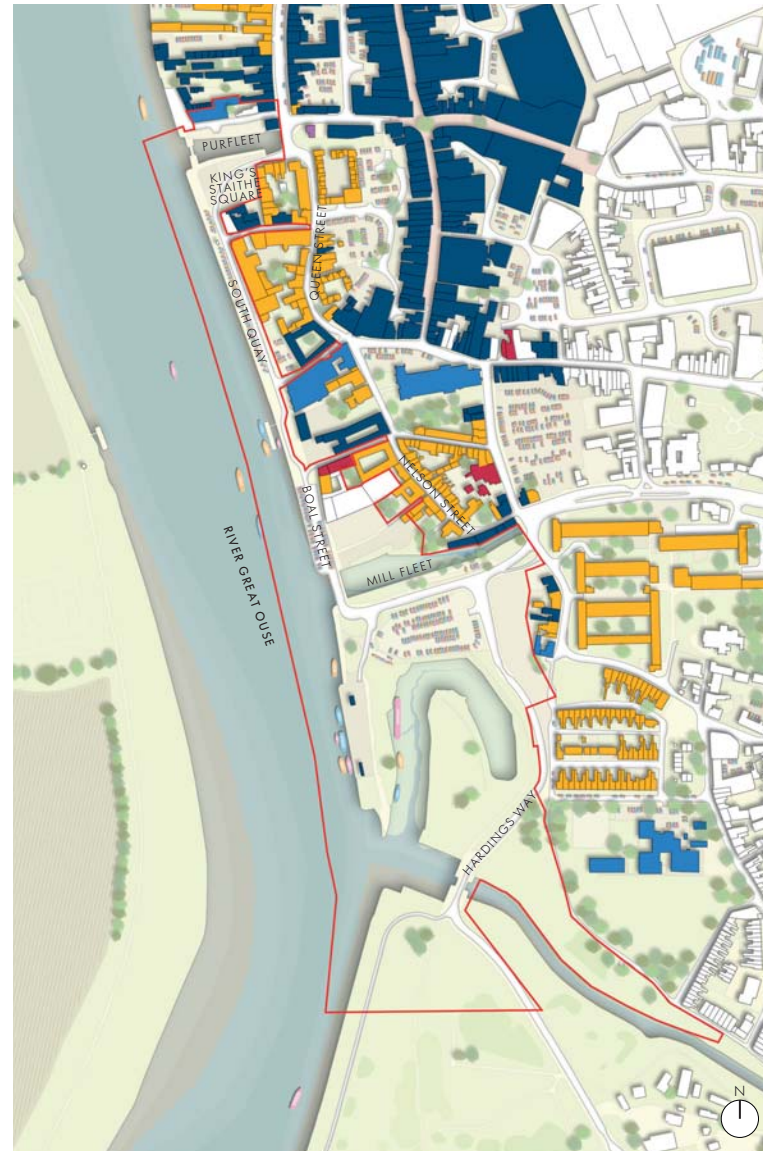 PURFLEET
KING'S
STAITHE
SQUARE
QUEEN STREET
SOUTH QUAY
NELSON STREET
BOAL STREET
MILL FLEET
RIVER GREAT OUSE
HARDINGS WAY
N